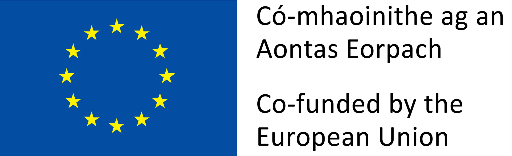 Có-mhaoinithe ag an
Aontas Eorpach
Co-funded by the
European Union